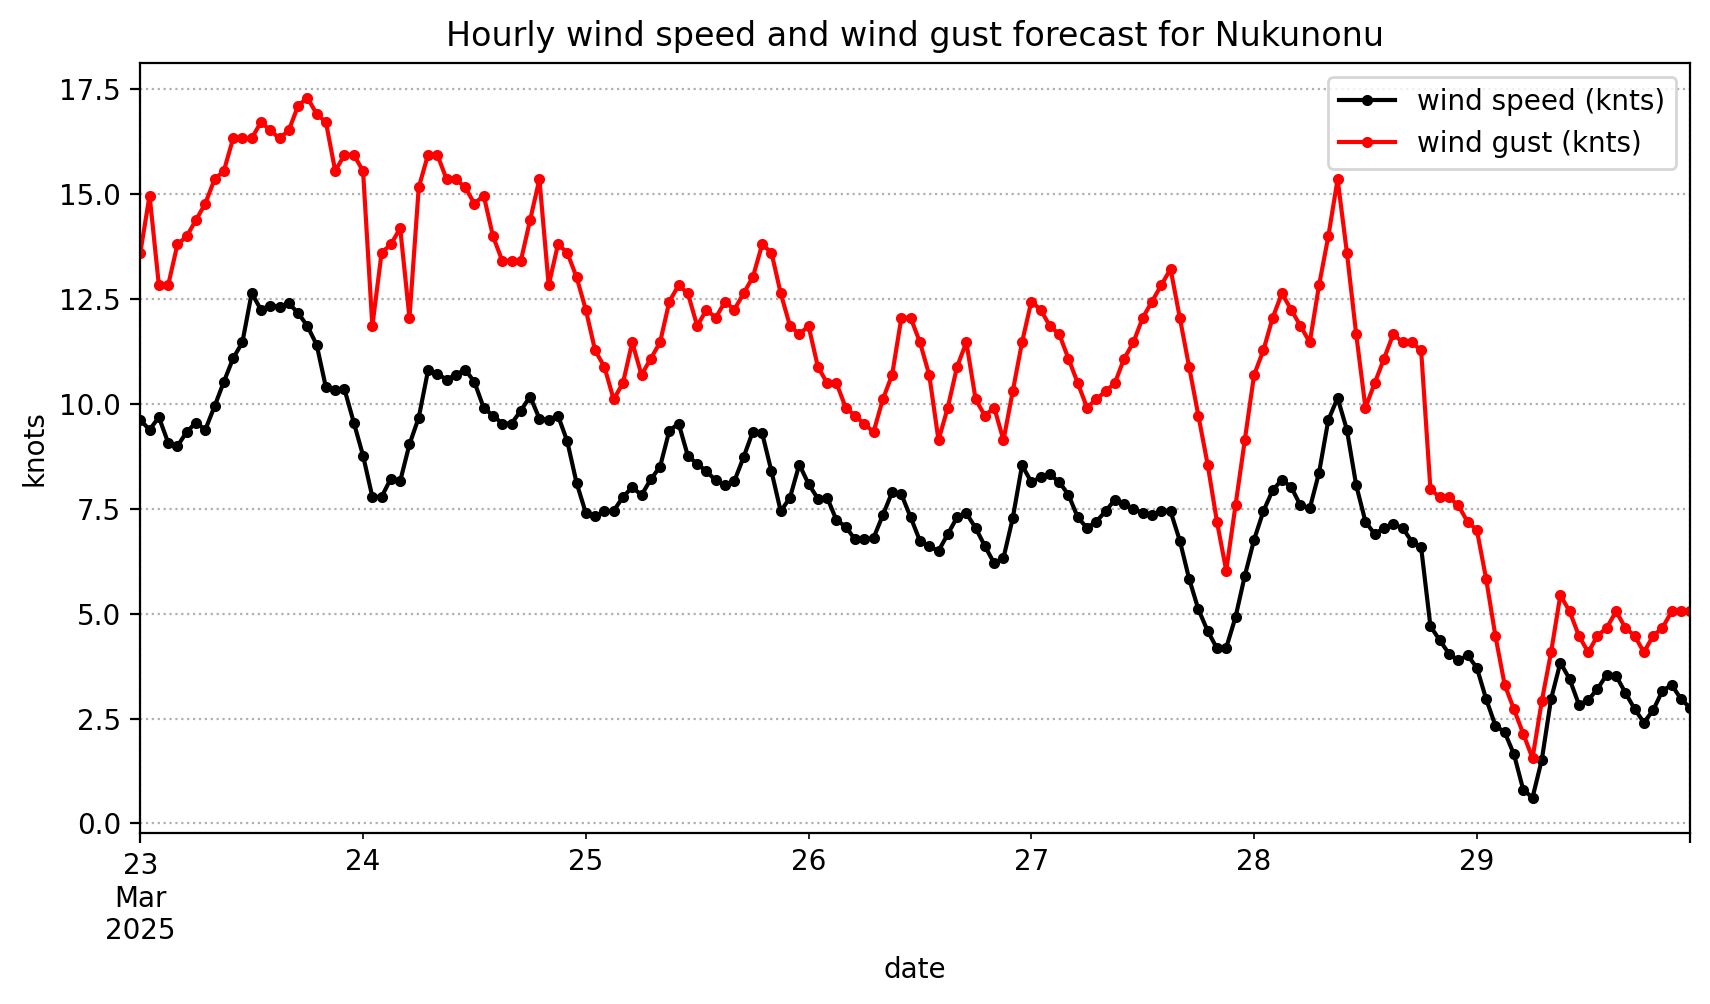 Hourly wind speed and wind gust forecast for Nukunonu
wind speed (knts)
wind gust (knts)
knots
17.5
15.0
12.5
10.0
7.5
5.0
2.5
0.0
23 24 25 26 27 28 29
Mar
2025
date